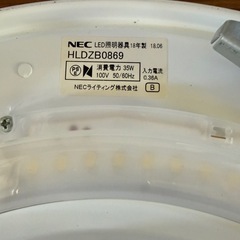 NEC LED照明器具 18年製 18.06
HLDZB0869
消費電力 35W
100V 50/60Hz
入力電流
0.36A
NECライティング株式会社 B